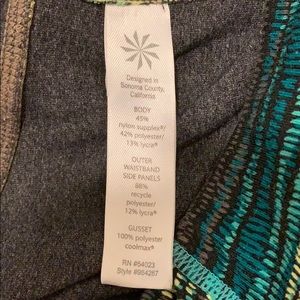 Designed in
Sonoma County,
California
BODY
45%
nylon supplex®/
42% polyester/
13% lycra®
OUTER
WAISTBAND
SIDE PANELS
88%
recycle
polyester/
12% lycra®
GUSSET
100% polyester
coolmax®
RN #54023
Style #984287